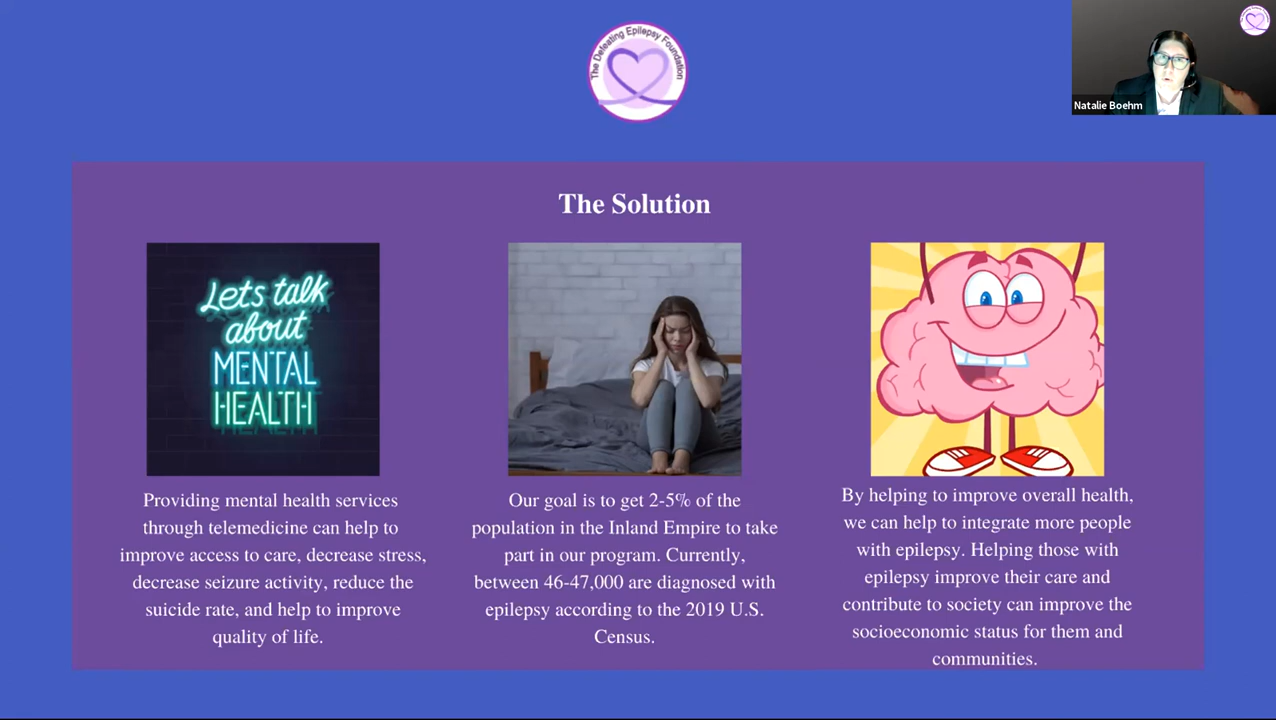 The Defeating Epilepsy Foundation
Natalie Boehm
The Solution
Lets talk
about
MENTAL
HEALTH
Providing mental health services
through telemedicine can help to
improve access to care, decrease stress,
decrease seizure activity, reduce the
suicide rate, and help to improve
quality of life.
Our goal is to get 2-5% of the
population in the Inland Empire to take
part in our program. Currently,
between 46-47,000 are diagnosed with
epilepsy according to the 2019 U.S.
Census.
By helping to improve overall health,
we can help to integrate more people
with epilepsy. Helping those with
epilepsy improve their care and
contribute to society can improve the
socioeconomic status for them and
communities.